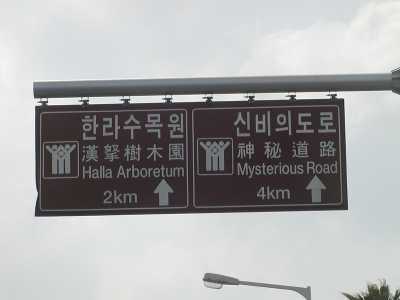 한라수목원
漢拏樹木園
Halla Arboretum
2km
신비의도로
神秘道路
Mysterious Road
4km